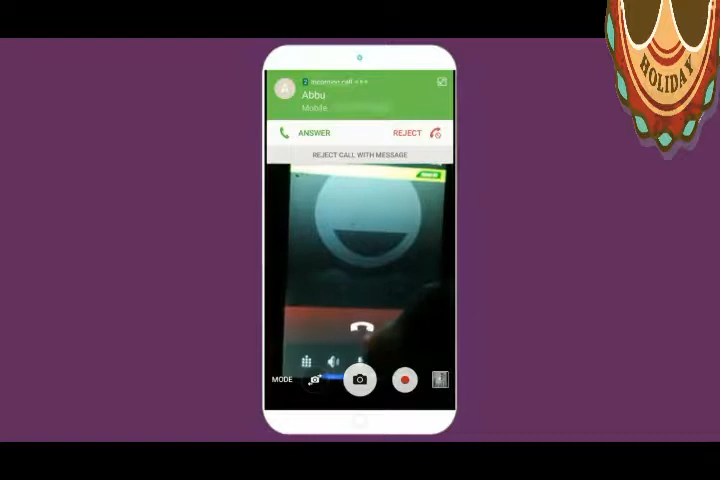 HOLIDAY
A
Incoming call
Abbu
Mobile
ANSWER
REJECT
REJECT CALL WITH MESSAGE
MODE